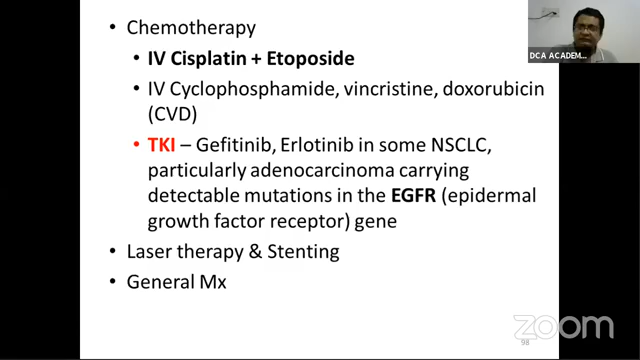 • Chemotherapy
• IV Cisplatin + Etoposide
• IV Cyclophosphamide, vincristine, doxorubicin
(CVD)
• TKI – Gefitinib, Erlotinib in some NSCLC,
particularly adenocarcinoma carrying
detectable mutations in the EGFR (epidermal
growth factor receptor) gene
• Laser therapy & Stenting
• General Mx
DCA ACADEM...
zoom
98